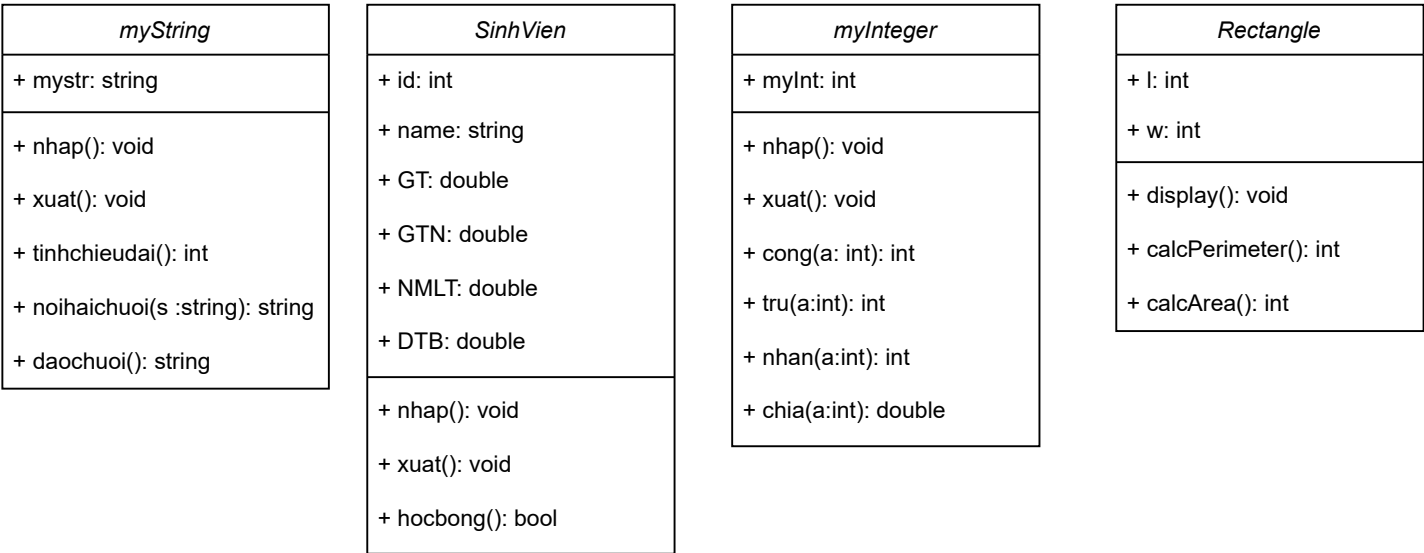 myString
+ mystr: string
+ nhap(): void
+ xuat(): void
+ tinhchieudai(): int
+ noihaichuoi(s :string): string
+ daochuoi(): string
SinhVien
+ id: int
+ name: string
+ GT: double
+ GTN: double
+ NMLT: double
+ DTB: double
+ nhap(): void
+ xuat(): void
+ hocbong(): bool
myInteger
+ myInt: int
+ nhap(): void
+ xuat(): void
+ cong(a: int): int
+ tru(a:int): int
+ nhan(a:int): int
+ chia(a:int): double
Rectangle
+ l: int
+ w: int
+ display(): void
+ calcPerimeter(): int
+ calcArea(): int